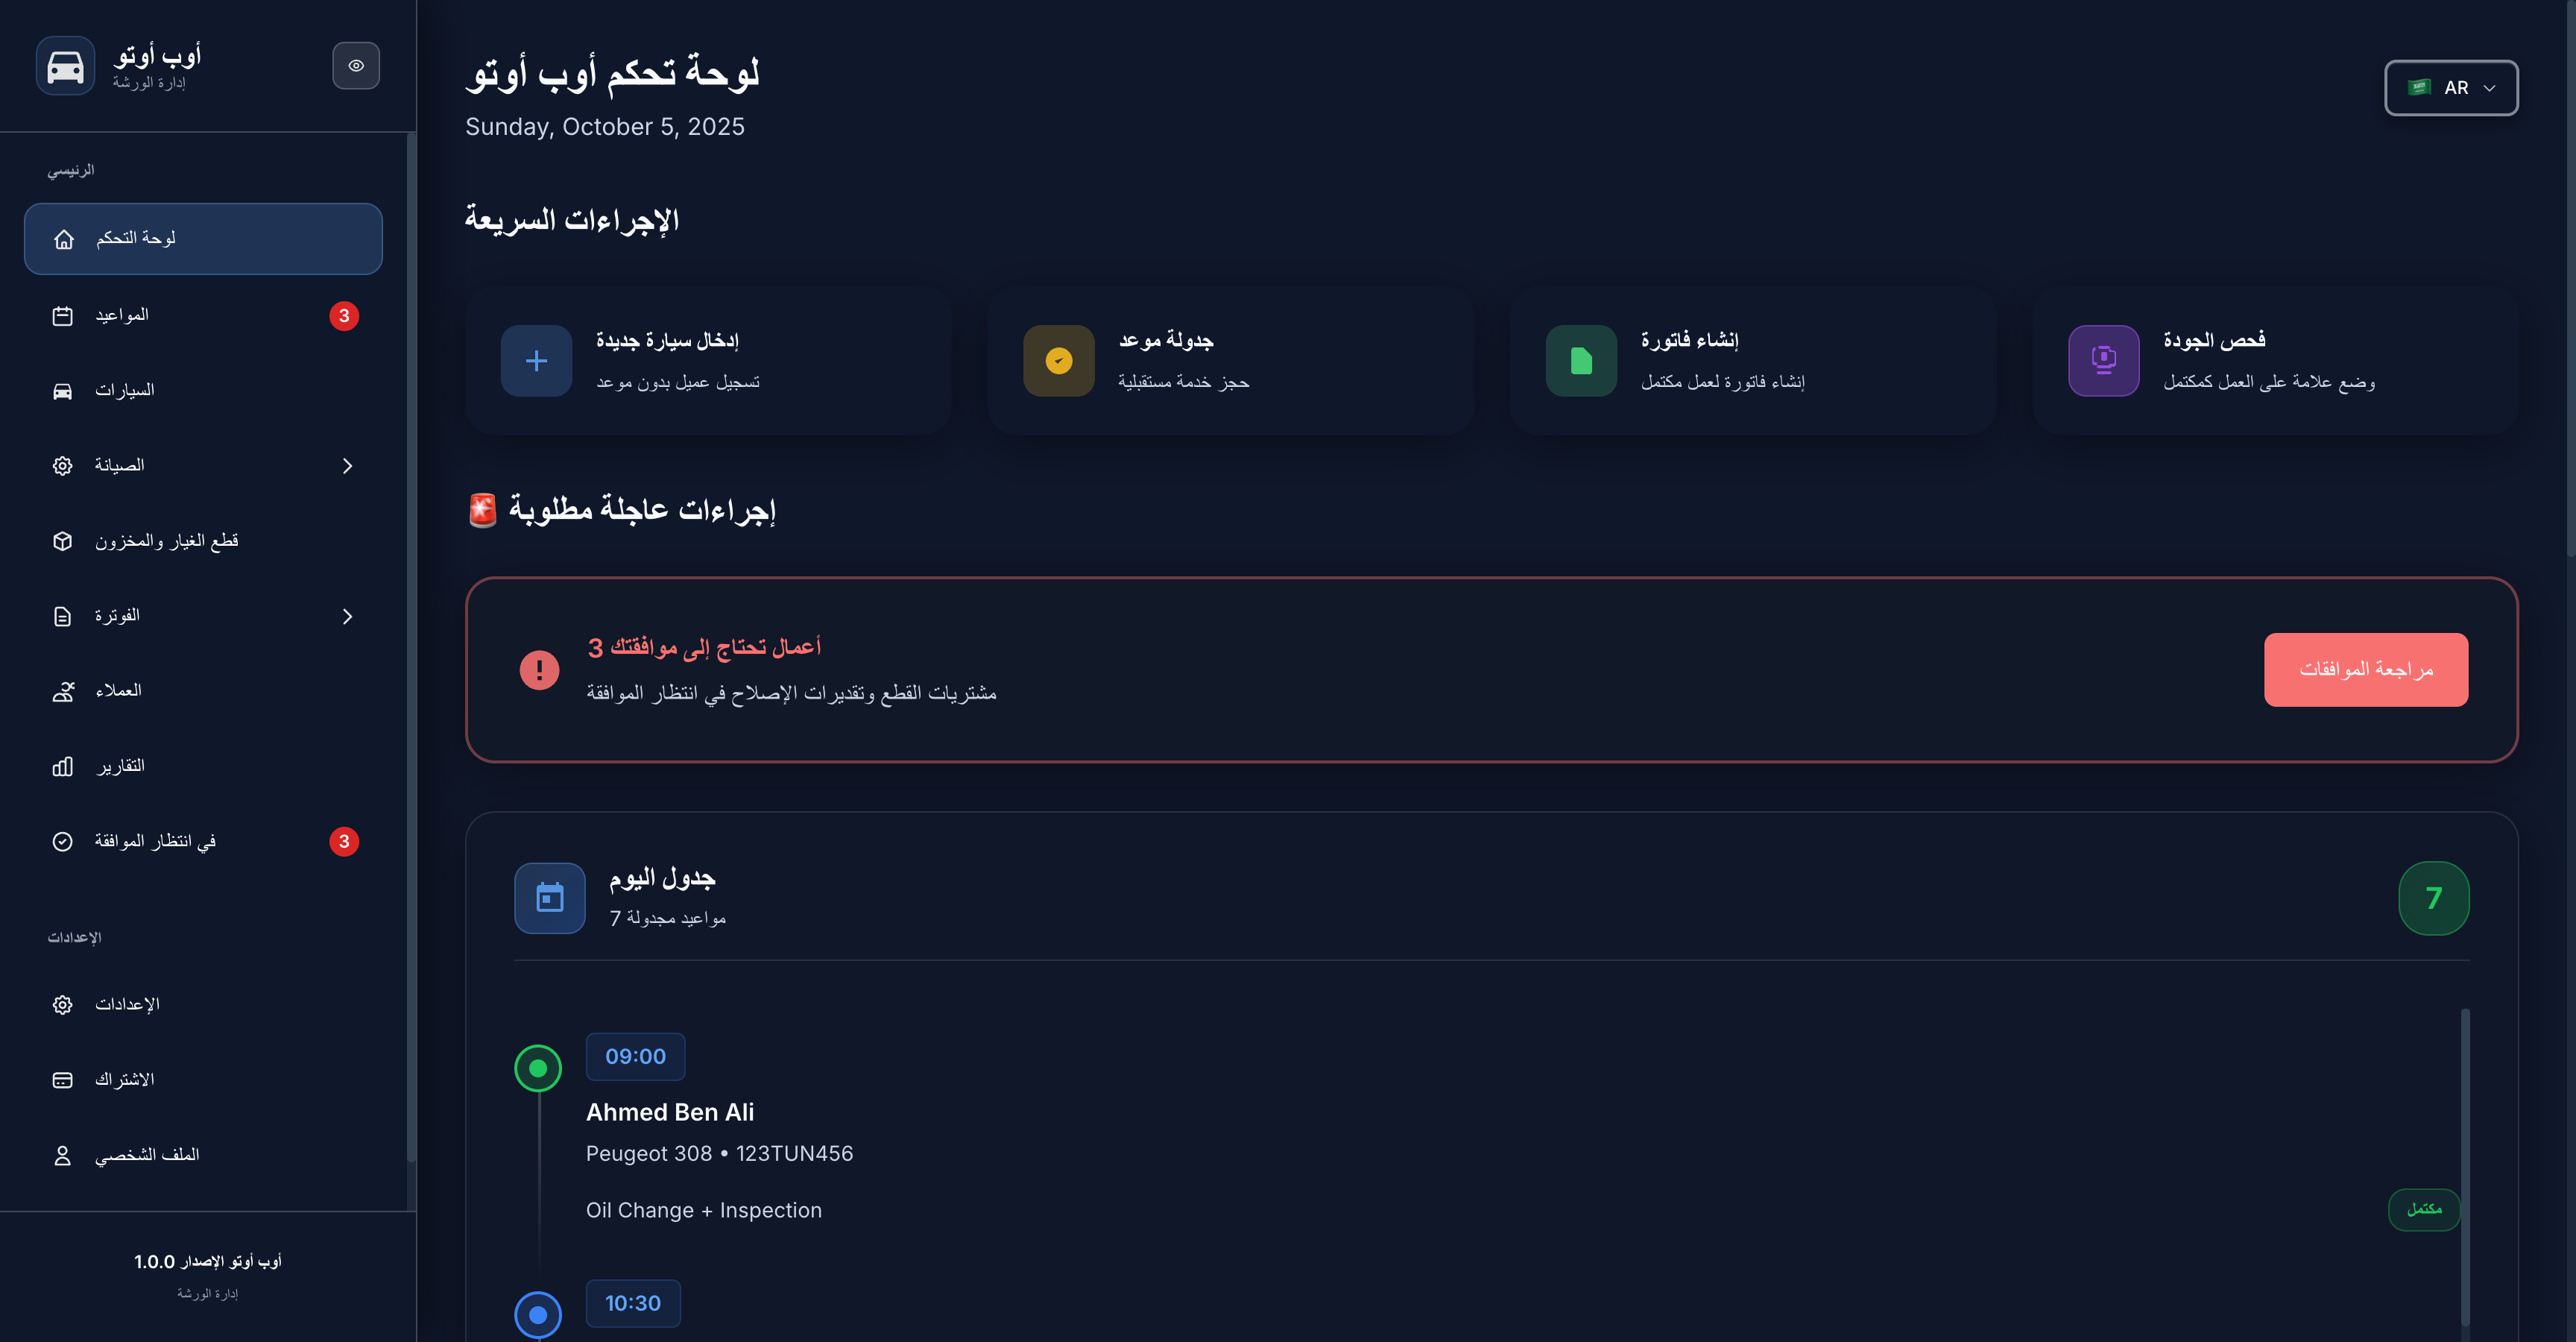 أوب أوتو
إدارة الورشة
الرئيسي
لوحة التحكم
المواعيد
3
السيارات
الصيانة
قطع الغيار والمخزون
الفوترة
العملاء
التقارير
في انتظار الموافقة
3
الإعدادات
الإعدادات
الاشتراك
الملف الشخصي
أوب أوتو الإصدار 1.0.0
إدارة الورشة
لوحة تحكم أوب أوتو
Sunday, October 5, 2025
AR
الإجراءات السريعة
إدخال سيارة جديدة
تسجيل عميل بدون موعد
جدولة موعد
حجز خدمة مستقبلية
إنشاء فاتورة
إنشاء فاتورة لعمل مكتمل
فحص الجودة
وضع علامة على العمل كمكتمل
🚨 إجراءات عاجلة مطلوبة
3 أعمال تحتاج إلى موافقتك
مشتريات القطع وتقديرات الإصلاح في انتظار الموافقة
مراجعة الموافقات
جدول اليوم
7 مواعيد مجدولة
7
09:00
Ahmed Ben Ali
Peugeot 308 • 123TUN456
Oil Change + Inspection
مكتمل
10:30